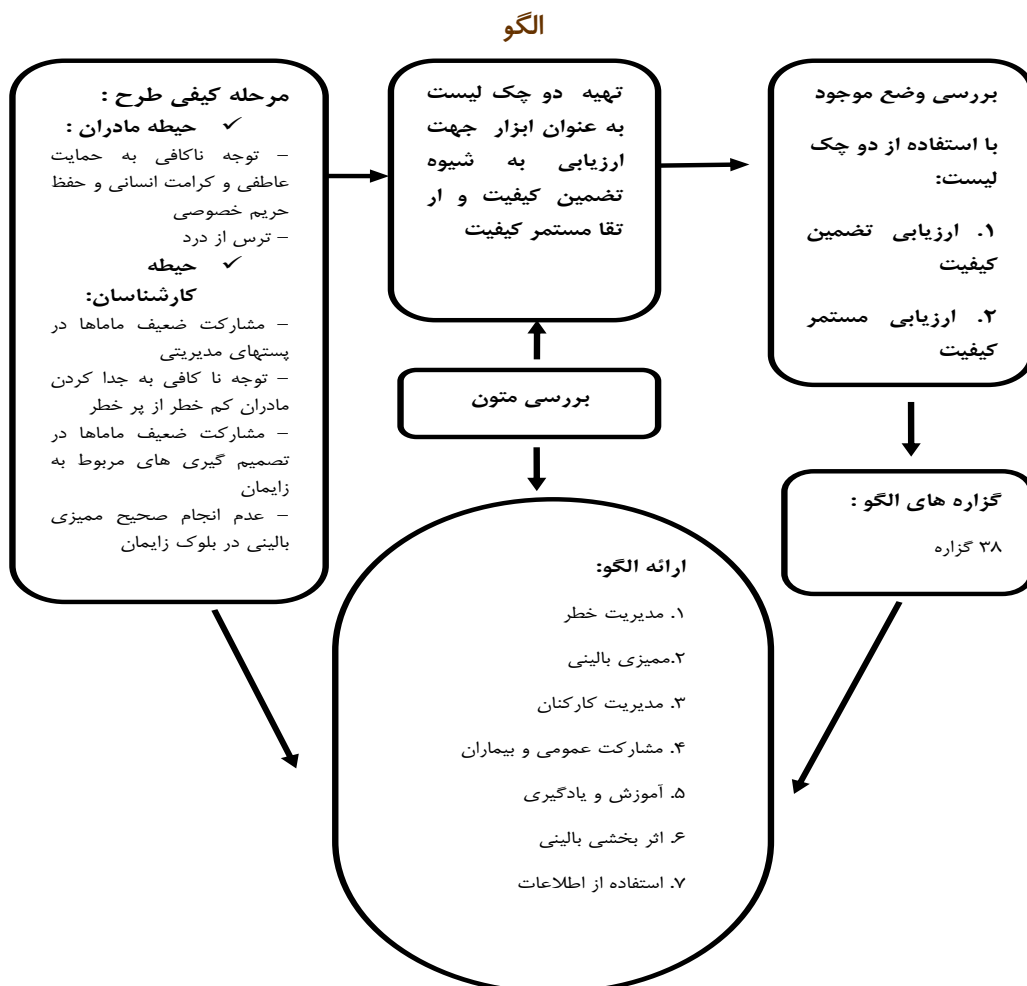 الگو
مرحله کیفی طرح :
✓ حیطه مادران :
– توجه ناکافی به حمایت
عاطفی و کرامت انسانی و حفظ
حریم خصوصی
– ترس از درد
✓ حیطه
کارشناسان:
– مشارکت ضعیف ماماها در
پستهای مدیریتی
– توجه نا کافی به جدا کردن
مادران کم خطر از پر خطر
– مشارکت ضعیف ماماها در
تصمیم گیری های مربوط به
زایمان
– عدم انجام صحیح ممیزی
بالینی در بلوک زایمان
تهیه دو چک لیست
به عنوان ابزار جهت
ارزیابی به شیوه
تضمین کیفیت و ار
تقا مستمر کیفیت
بررسی وضع موجود
با استفاده از دو چک
لیست:
۱. ارزیابی تضمین
کیفیت
۲. ارزیابی مستمر
کیفیت
بررسی متون
گزاره های الگو :
۳۸ گزاره
ارائه الگو:
۱. مدیریت خطر
۲.ممیزی بالینی
۳. مدیریت کارکنان
۴. مشارکت عمومی و بیماران
۵. آموزش و یادگیری
۶. اثر بخشی بالینی
۷. استفاده از اطلاعات